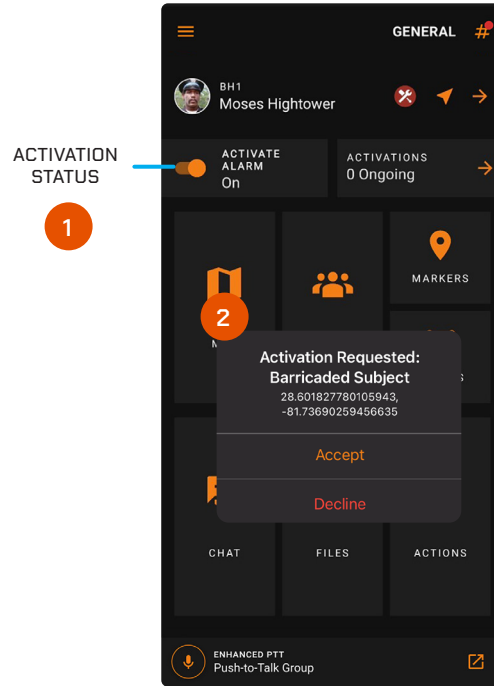 GENERAL #
BH1
Moses Hightower
ACTIVATION
STATUS
1
ACTIVATE
ALARM
On
ACTIVATIONS
0 Ongoing
MARKERS
2
Activation Requested:
Barricaded Subject
28.601827780105943,
-81.73690259456635
Accept
Decline
CHAT
FILES
ACTIONS
ENHANCED PTT
Push-to-Talk Group